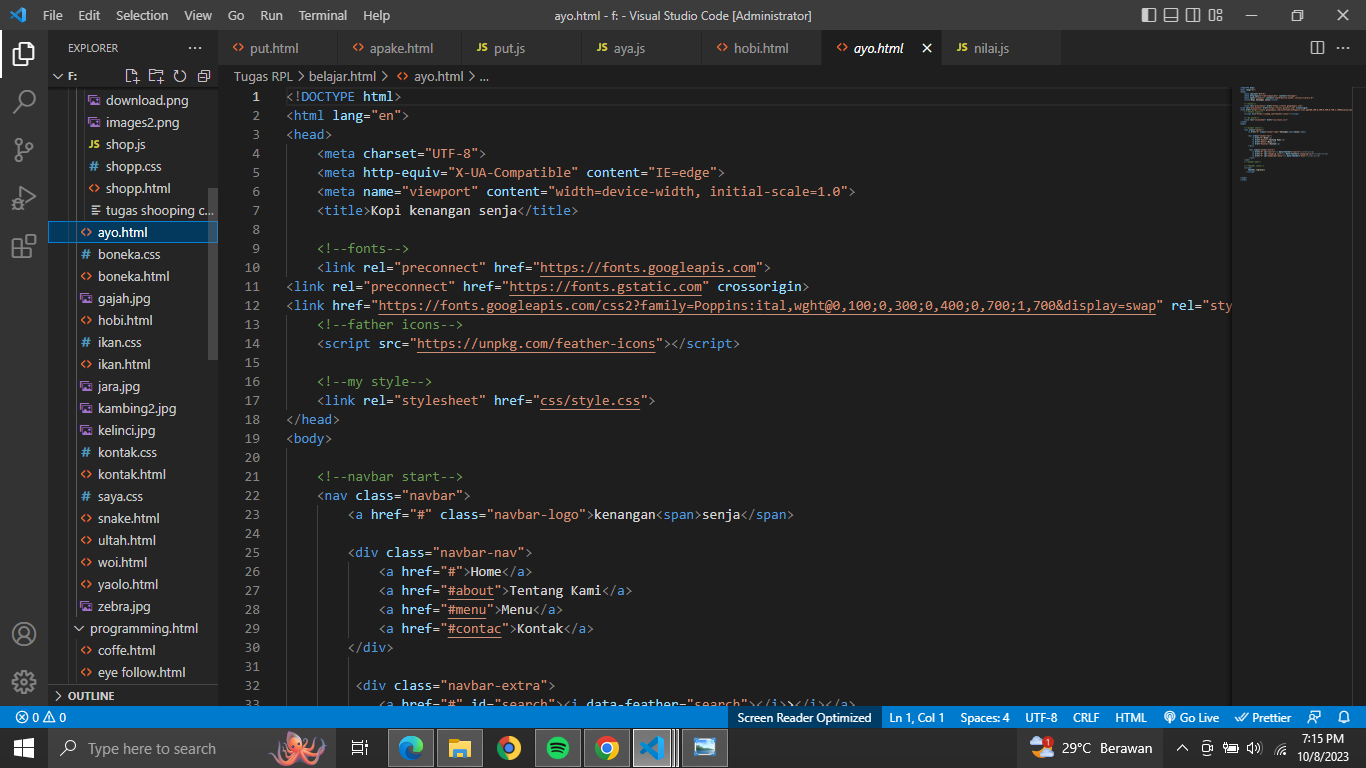 File Edit Selection View Go Run Terminal Help
ayo.html - f: - Visual Studio Code [Administrator]
EXPLORER
put.html
apake.html
put.js
aya.js
hobi.html
ayo.html
nilai.js
F:
Tugas RPL > belajar.html > ayo.html > ...
download.png
images2.png
shop.js
shopp.css
shopp.html
tugas shooping c...
ayo.html
boneka.css
boneka.html
gajah.jpg
hobi.html
ikan.css
ikan.html
jara.jpg
kambing2.jpg
kelinci.jpg
kontak.css
kontak.html
saya.css
snake.html
ultah.html
woi.html
yaolo.html
zebra.jpg
programming.html
coffe.html
eye follow.html
OUTLINE
1 <!DOCTYPE html>
2 <html lang="en">
3 <head>
4 <meta charset="UTF-8">
5 <meta http-equiv="X-UA-Compatible" content="IE=edge">
6 <meta name="viewport" content="width=device-width, initial-scale=1.0">
7 <title>Kopi kenangan senja</title>
8
9 <!--fonts-->
10 <link rel="preconnect" href="https://fonts.googleapis.com">
11 <link rel="preconnect" href="https://fonts.gstatic.com" crossorigin>
12 <link href="https://fonts.googleapis.com/css2?family=Poppins:ital,wght@0,100;0,300;0,400;0,700;1,700&display=swap" rel="sty
13 <!--father icons-->
14 <script src="https://unpkg.com/feather-icons"></script>
15
16 <!--my style-->
17 <link rel="stylesheet" href="css/style.css">
18 </head>
19 <body>
20
21 <!--navbar start-->
22 <nav class="navbar">
23 <a href="#" class="navbar-logo">kenangan<span>senja</span>
24
25 <div class="navbar-nav">
26 <a href="#">Home</a>
27 <a href="#about">Tentang Kami</a>
28 <a href="#menu">Menu</a>
29 <a href="#contac">Kontak</a>
30 </div>
31
32 <div class="navbar-extra">
33 <a href="#" id="search"><i data-feather="search"></i>></i></a>
0 0
Screen Reader Optimized
Ln 1, Col 1
Spaces: 4
UTF-8
CRLF
HTML
Go Live
Prettier
Type here to search
1
29°C Berawan
7:15 PM
10/8/2023